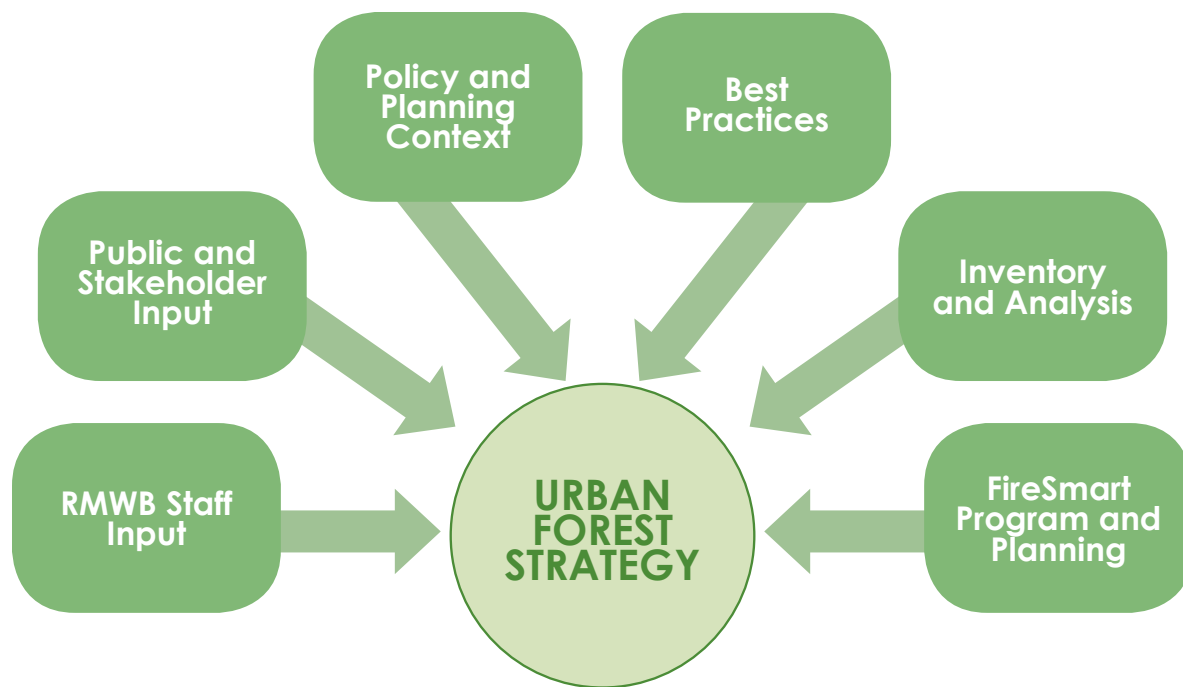 Policy and
Planning
Context
Best
Practices
Public and
Stakeholder
Input
Inventory
and Analysis
RMWB Staff
Input
URBAN
FOREST
STRATEGY
FireSmart
Program and
Planning